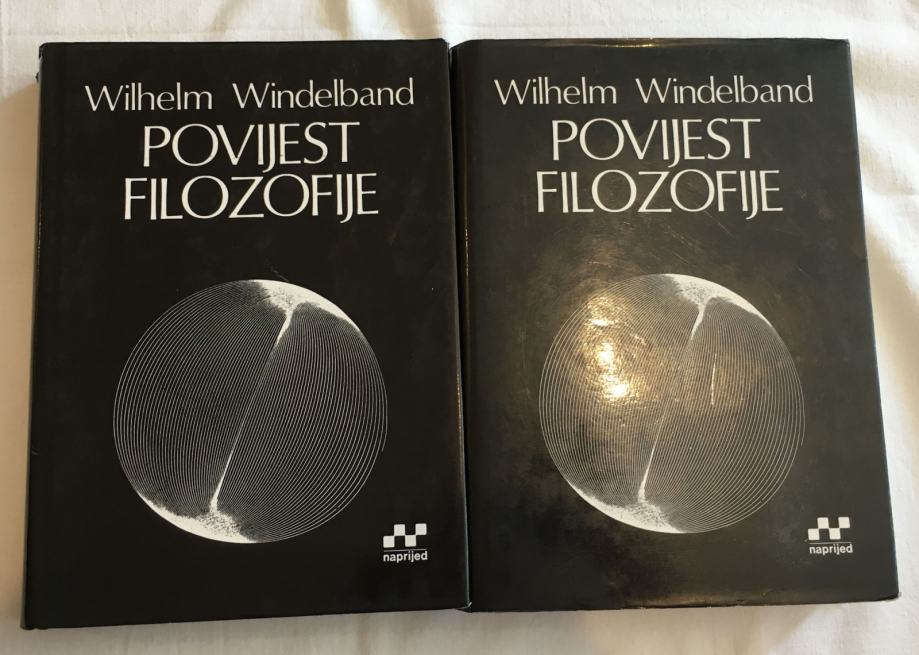 Wilhelm Windelband
POVIJEST
FILOZOFIJE
naprijed
Wilhelm Windelband
POVIJEST
FILOZOFIJE
naprijed